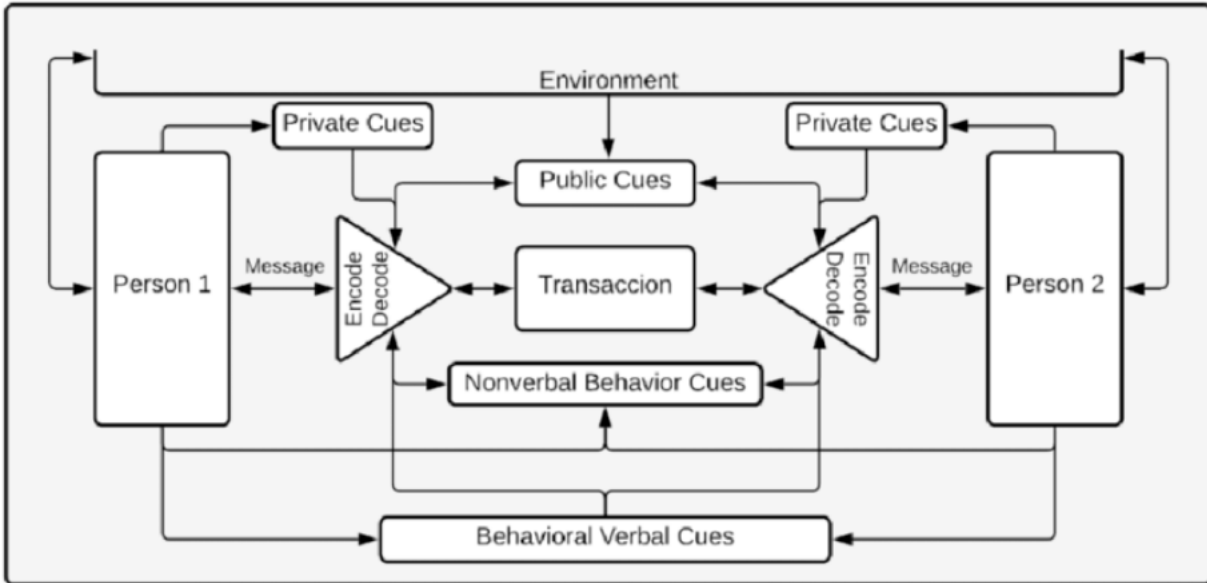 Environment
Private Cues
Private Cues
Public Cues
Person 1
Message
Encode
Decode
Transaccion
Decode
Encode
Message
Person 2
Nonverbal Behavior Cues
Behavioral Verbal Cues